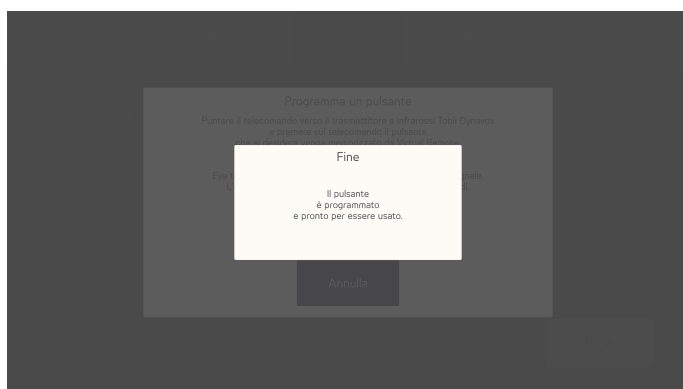 Programma un pulsante
Puntare il telecomando verso il trasmettitore a infrarossi Tobii Dynavox
e premere sul telecomando il pulsante
Fine
Il pulsante
è programmato
e pronto per essere usato.
Annulla